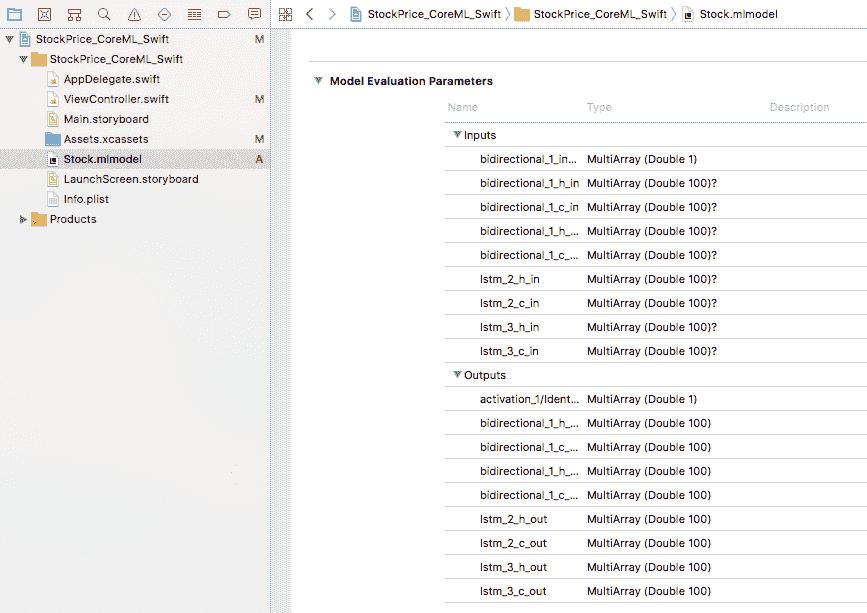 StockPrice_CoreML_Swift
StockPrice_CoreML_Swift
Stock.mlmodel
StockPrice_CoreML_Swift M
StockPrice_CoreML_Swift
AppDelegate.swift
ViewController.swift M
Main.storyboard
Assets.xcassets M
Stock.mlmodel A
LaunchScreen.storyboard
Info.plist
Products
Model Evaluation Parameters
Name Type Description
Inputs
bidirectional_1_in... MultiArray (Double 1)
bidirectional_1_h_in MultiArray (Double 100)?
bidirectional_1_c_in MultiArray (Double 100)?
bidirectional_1_h_... MultiArray (Double 100)?
bidirectional_1_c_... MultiArray (Double 100)?
lstm_2_h_in MultiArray (Double 100)?
lstm_2_c_in MultiArray (Double 100)?
lstm_3_h_in MultiArray (Double 100)?
lstm_3_c_in MultiArray (Double 100)?
Outputs
activation_1/Ident... MultiArray (Double 1)
bidirectional_1_h_... MultiArray (Double 100)
bidirectional_1_c_... MultiArray (Double 100)
bidirectional_1_h_... MultiArray (Double 100)
bidirectional_1_c_... MultiArray (Double 100)
lstm_2_h_out MultiArray (Double 100)
lstm_2_c_out MultiArray (Double 100)
lstm_3_h_out MultiArray (Double 100)
lstm_3_c_out MultiArray (Double 100)